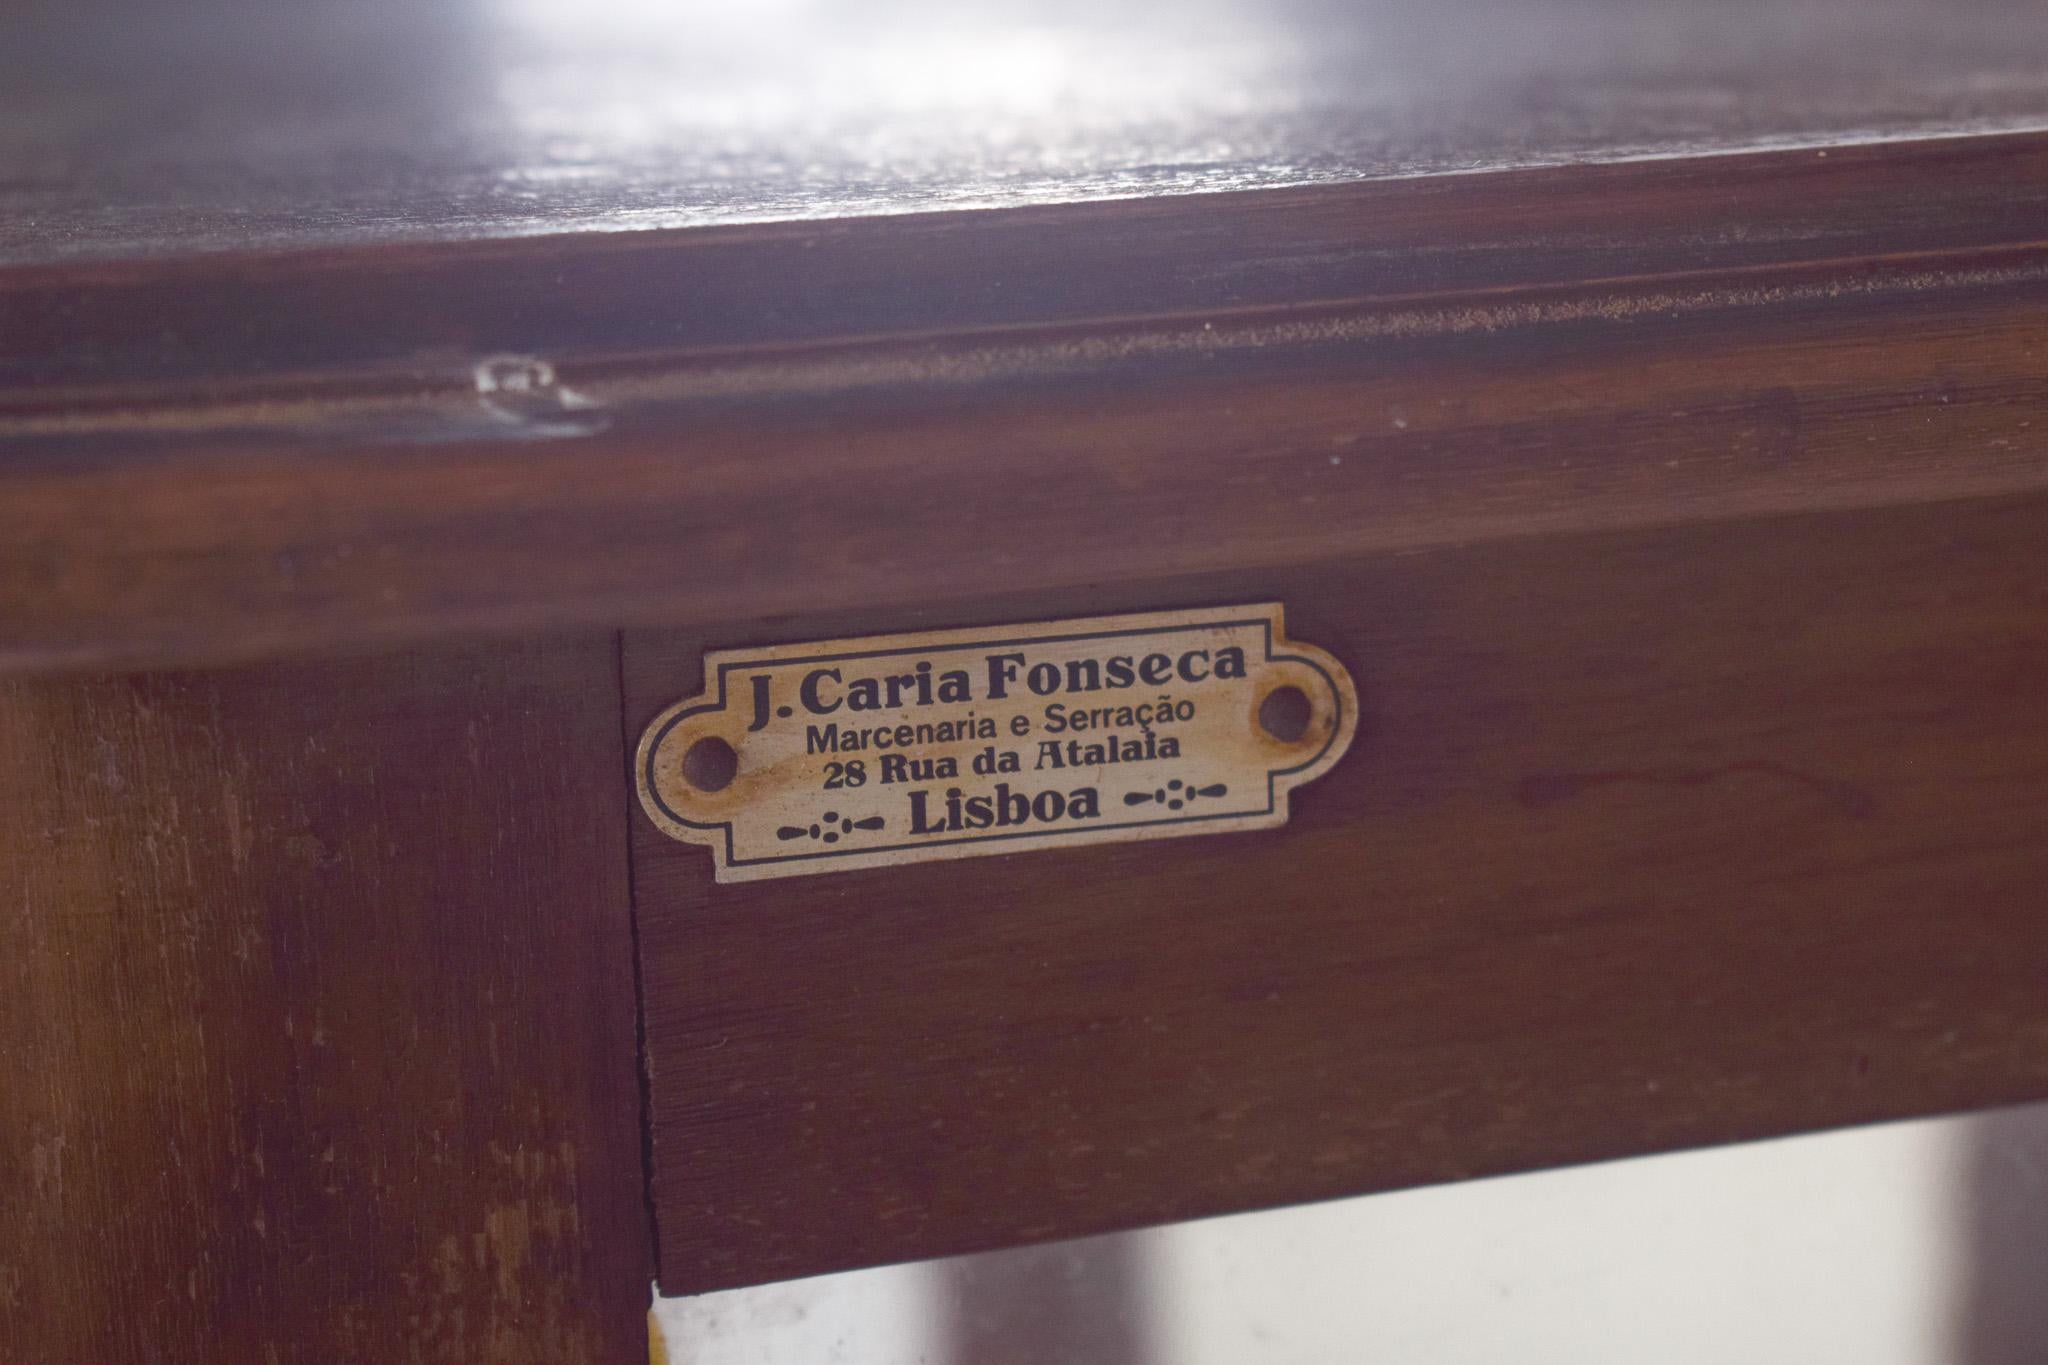 J. Caria Fonseca
Marcenaria e Serração
28 Rua da Atalaia
Lisboa